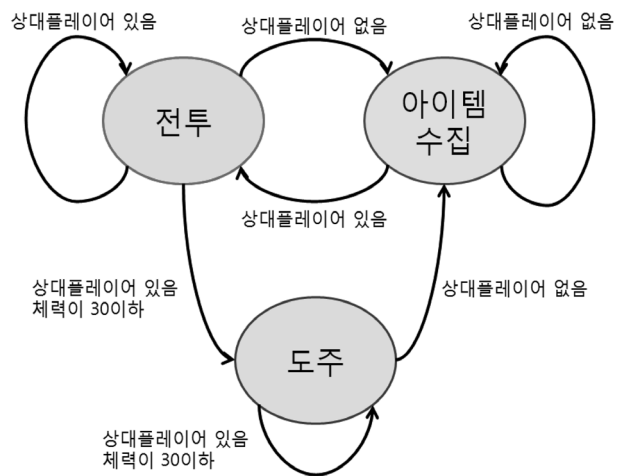 상대플레이어 있음
상대플레이어 없음
상대플레이어 없음
전투
아이템
수집
상대플레이어 있음
상대플레이어 있음
체력이 30이하
상대플레이어 없음
도주
상대플레이어 있음
체력이 30이하